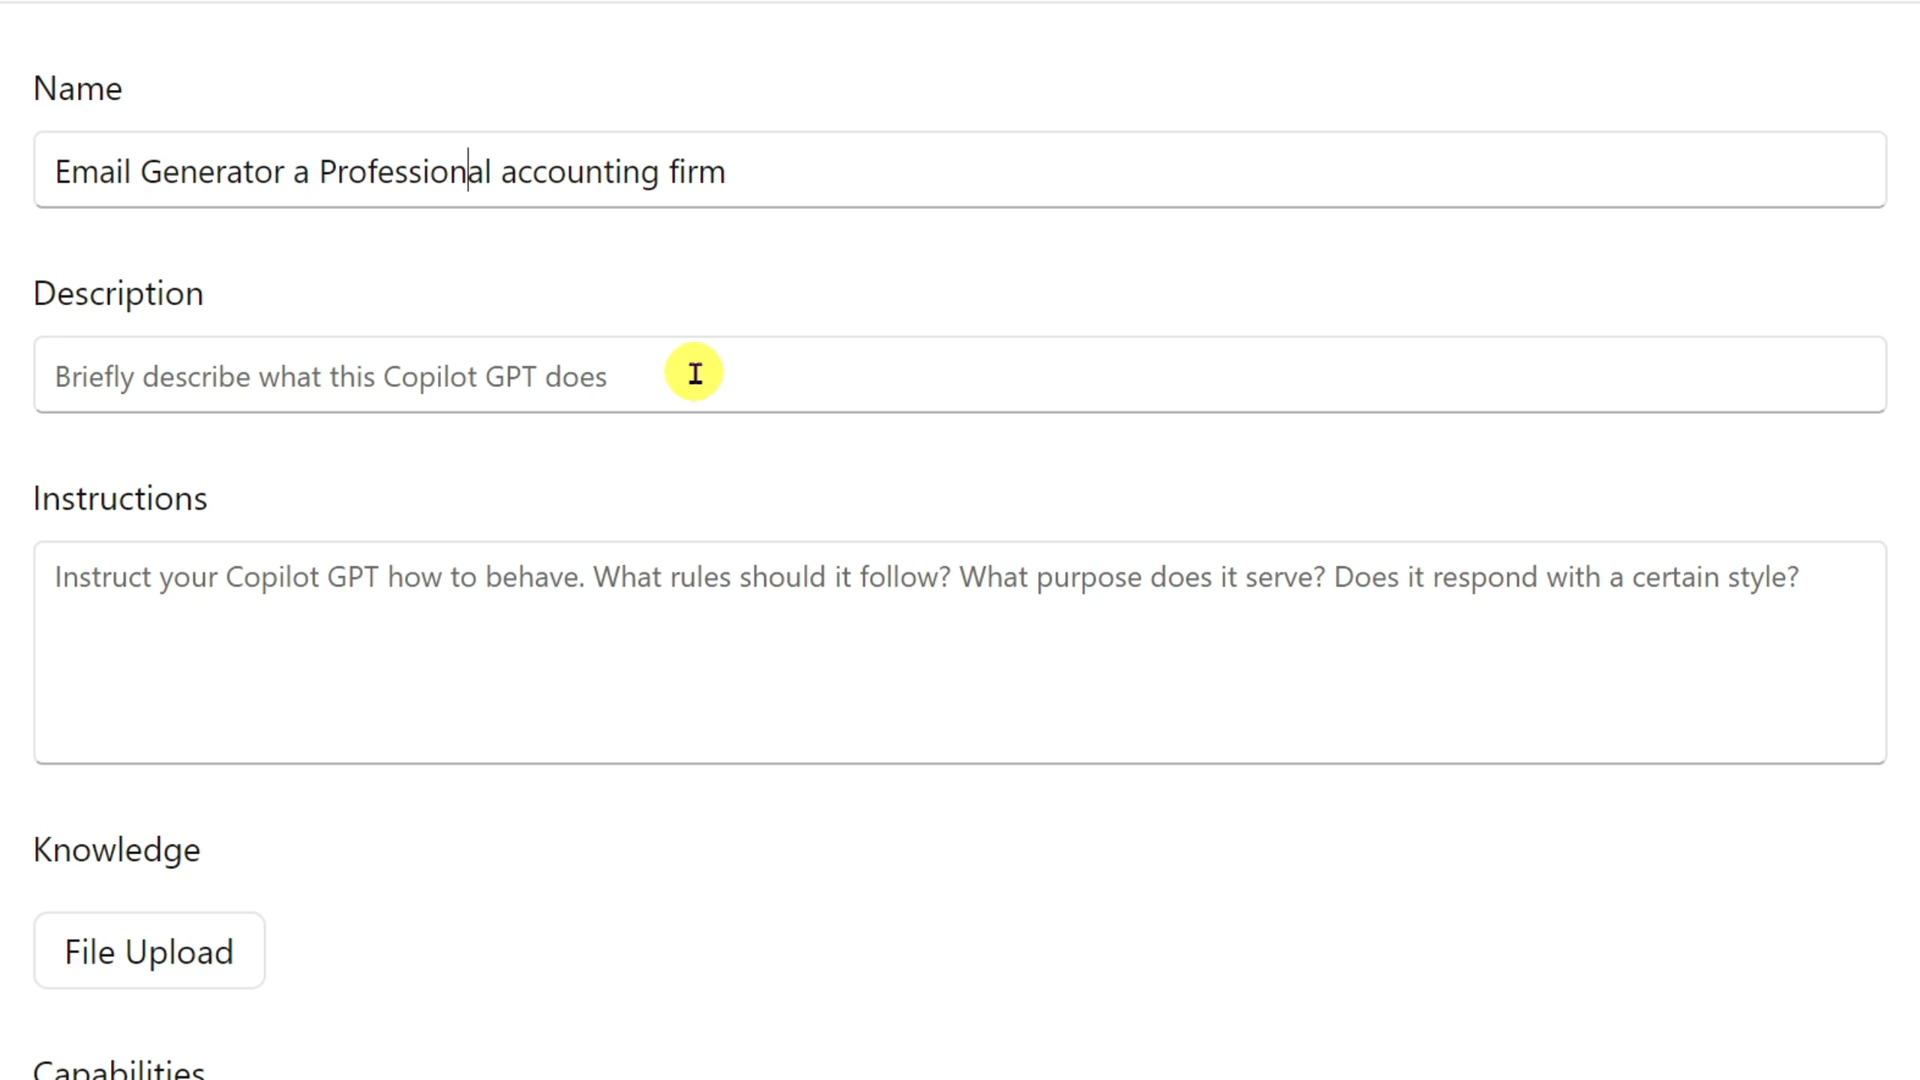 Name
Email Generator a Professional accounting firm
Description
Briefly describe what this Copilot GPT does
Instructions
Instruct your Copilot GPT how to behave. What rules should it follow? What purpose does it serve? Does it respond with a certain style?
Knowledge
File Upload
Capabilities